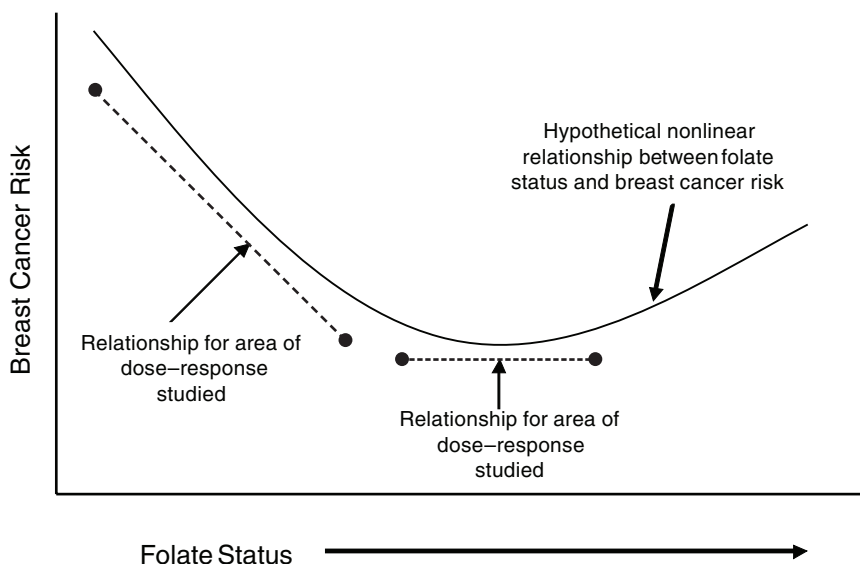 Hypothetical nonlinear
relationship between folate
status and breast cancer risk
Breast Cancer Risk
Relationship for area of
dose–response
studied
Relationship for area of
dose–response
studied
Folate Status